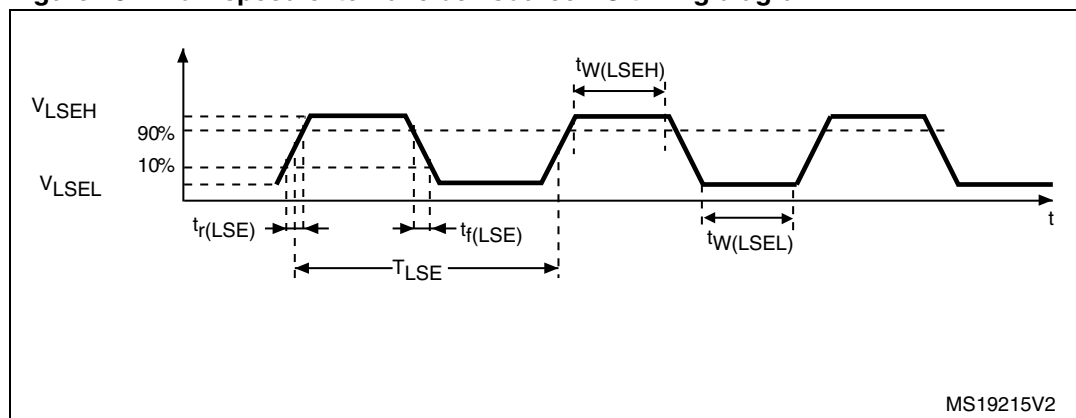 tW(LSEH)
VLSEH
90%
10%
VLSEL
tr(LSE)
tf(LSE)
tW(LSEL)
t
TLSE
MS19215V2